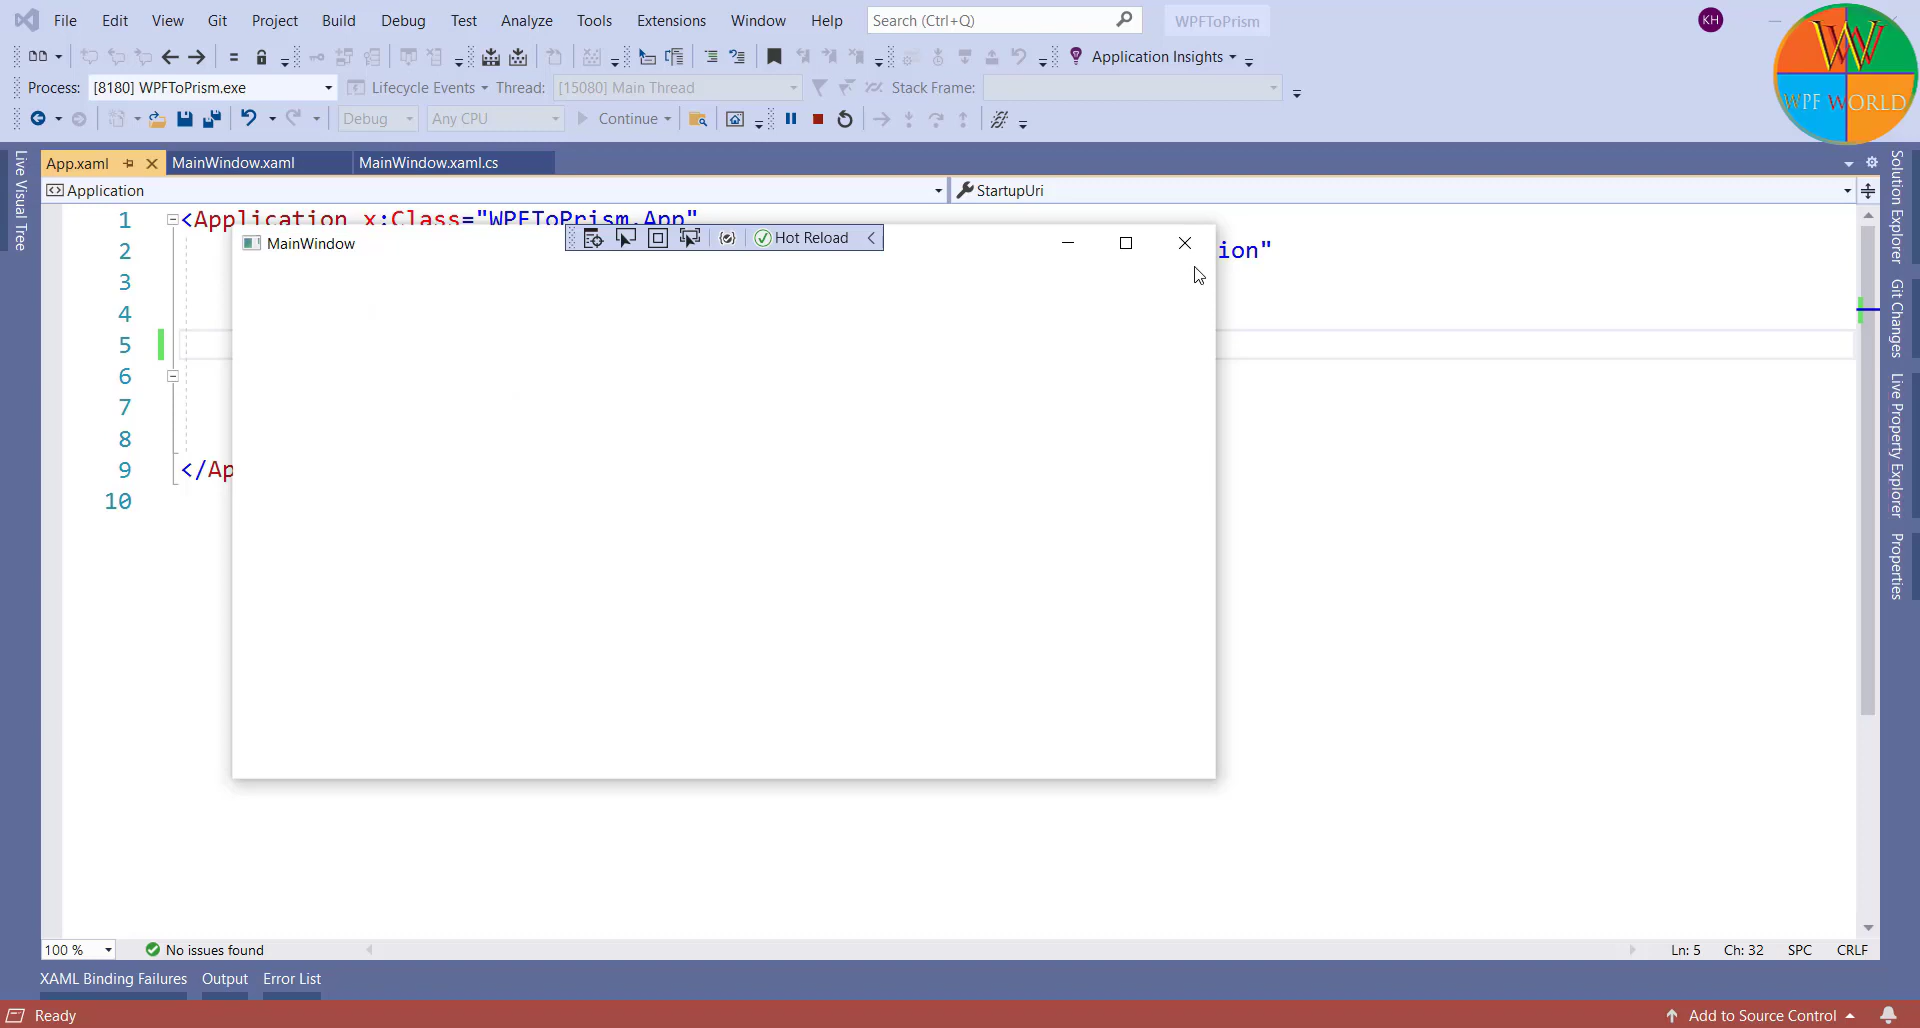 File Edit View Git Project Build Debug Test Analyze Tools Extensions Window Help Search (Ctrl+Q) WPFToPrism KH
Application Insights
Process: [8180] WPFToPrism.exe Lifecycle Events Thread: [15080] Main Thread Stack Frame:
Debug Any CPU Continue
W
WPF WORLD
App.xaml MainWindow.xaml MainWindow.xaml.cs
Application StartupUri
1 <Application x:Class="WPFToPrism.App"
MainWindow Hot Reload
2 ion"
3
4
5
6
7
8
9 </Ap
10
Live Visual Tree
Solution Explorer
Git Changes
Live Property Explorer
Properties
100 % No issues found Ln: 5 Ch: 32 SPC CRLF
XAML Binding Failures Output Error List
Ready Add to Source Control